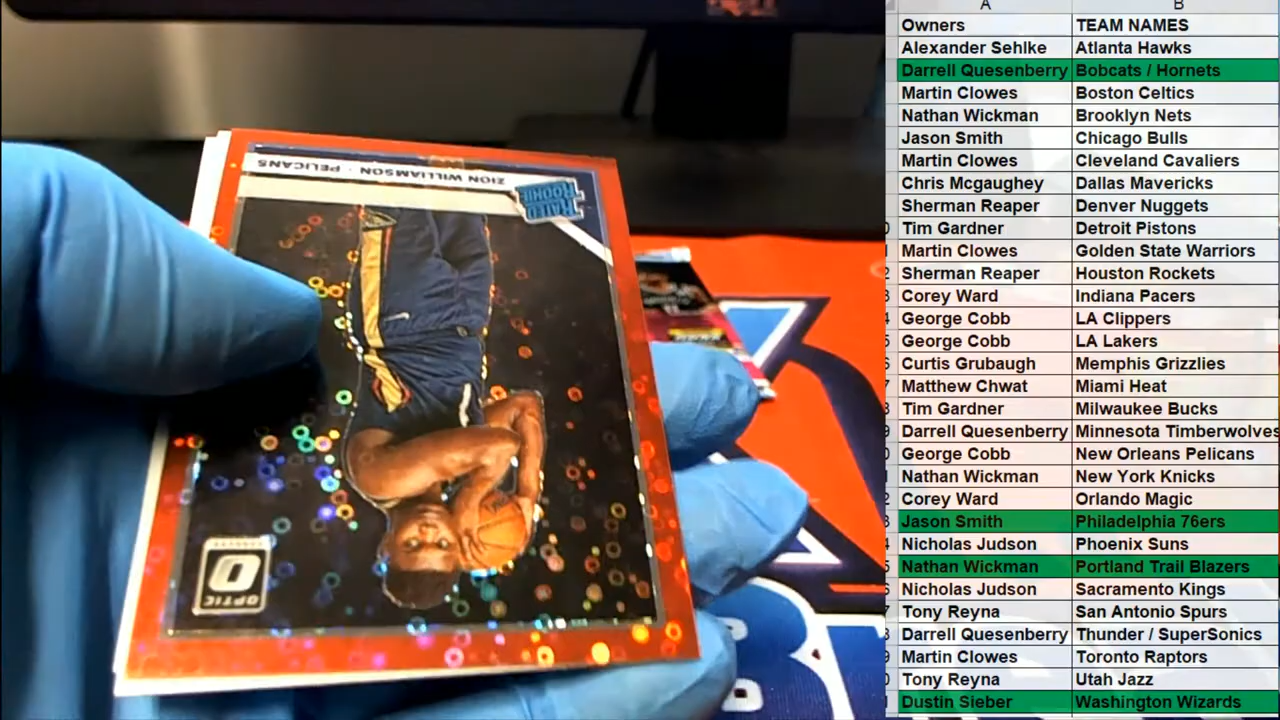 ZION WILLIAMSON - PELICANS
RATED
ROOKIE
OPTIC
A B
Owners TEAM NAMES
Alexander Sehlke Atlanta Hawks
Darrell Quesenberry Bobcats / Hornets
Martin Clowes Boston Celtics
Nathan Wickman Brooklyn Nets
Jason Smith Chicago Bulls
Martin Clowes Cleveland Cavaliers
Chris Mcgaughey Dallas Mavericks
Sherman Reaper Denver Nuggets
Tim Gardner Detroit Pistons
Martin Clowes Golden State Warriors
Sherman Reaper Houston Rockets
Corey Ward Indiana Pacers
George Cobb LA Clippers
George Cobb LA Lakers
Curtis Grubaugh Memphis Grizzlies
Matthew Chwat Miami Heat
Tim Gardner Milwaukee Bucks
Darrell Quesenberry Minnesota Timberwolves
George Cobb New Orleans Pelicans
Nathan Wickman New York Knicks
Corey Ward Orlando Magic
Jason Smith Philadelphia 76ers
Nicholas Judson Phoenix Suns
Nathan Wickman Portland Trail Blazers
Nicholas Judson Sacramento Kings
Tony Reyna San Antonio Spurs
Darrell Quesenberry Thunder / SuperSonics
Martin Clowes Toronto Raptors
Tony Reyna Utah Jazz
Dustin Sieber Washington Wizards